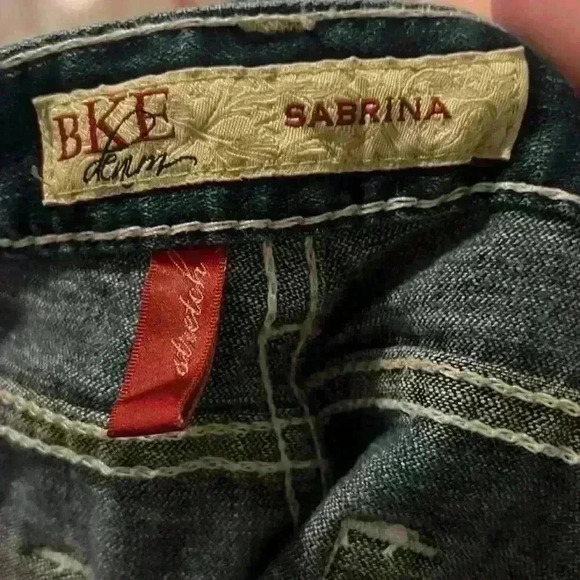 BKE SABRINA
denim
stretch